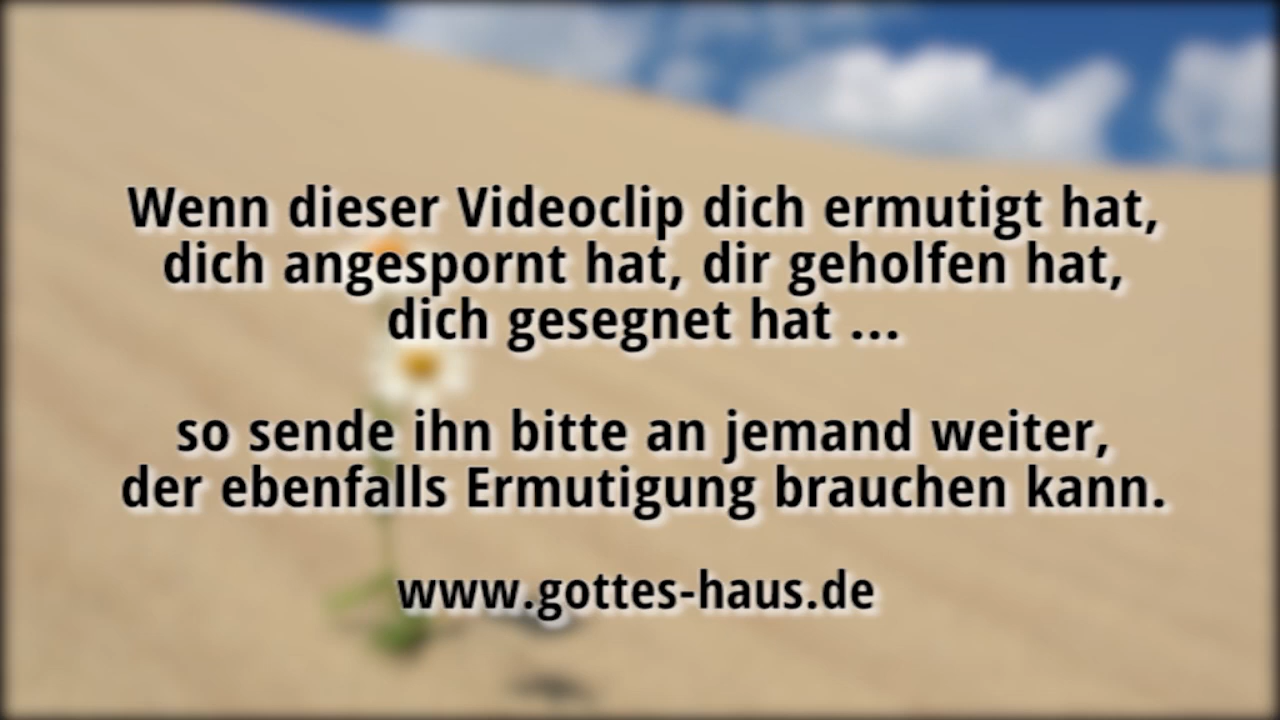 Wenn dieser Videoclip dich ermutigt hat,
dich angespornt hat, dir geholfen hat,
dich gesegnet hat ...
so sende ihn bitte an jemand weiter,
der ebenfalls Ermutigung brauchen kann.
www.gottes-haus.de